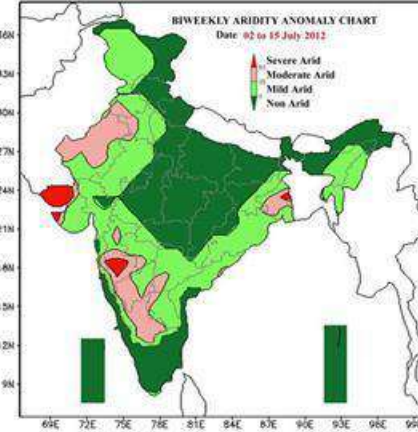 BIWEEKLY ARIDITY ANOMALY CHART
Date 02 to 15 July 2012
Severe Arid
Moderate Arid
Mild Arid
Non Arid
36N
33N
30N
27N
24N
21N
18N
15N
12N
9N
69E 72E 75E 78E 81E 84E 87E 90E 93E 96E